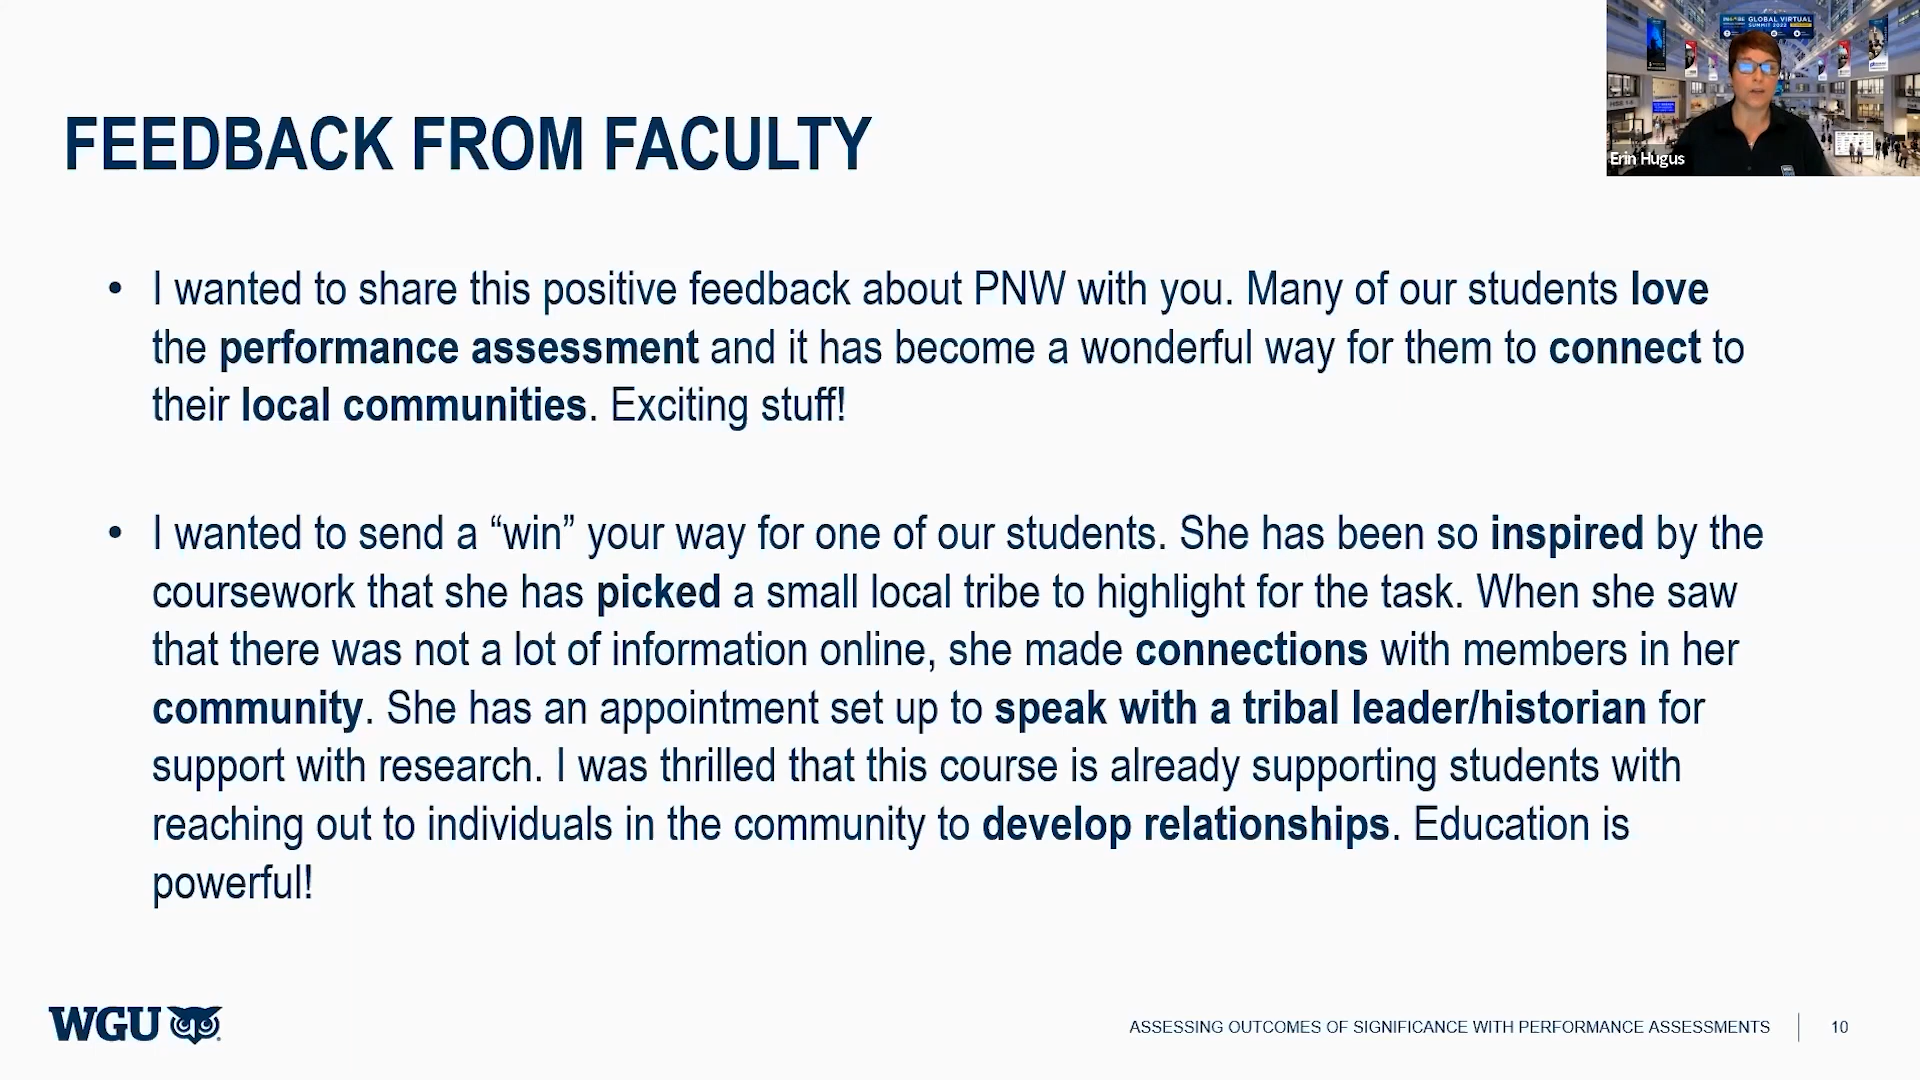 GLOBAL VIRTUAL
SUMMIT 2022
Erin Hugus
FEEDBACK FROM FACULTY
• I wanted to share this positive feedback about PNW with you. Many of our students love
the performance assessment and it has become a wonderful way for them to connect to
their local communities. Exciting stuff!
• I wanted to send a “win” your way for one of our students. She has been so inspired by the
coursework that she has picked a small local tribe to highlight for the task. When she saw
that there was not a lot of information online, she made connections with members in her
community. She has an appointment set up to speak with a tribal leader/historian for
support with research. I was thrilled that this course is already supporting students with
reaching out to individuals in the community to develop relationships. Education is
powerful!
WGU
ASSESSING OUTCOMES OF SIGNIFICANCE WITH PERFORMANCE ASSESSMENTS
10